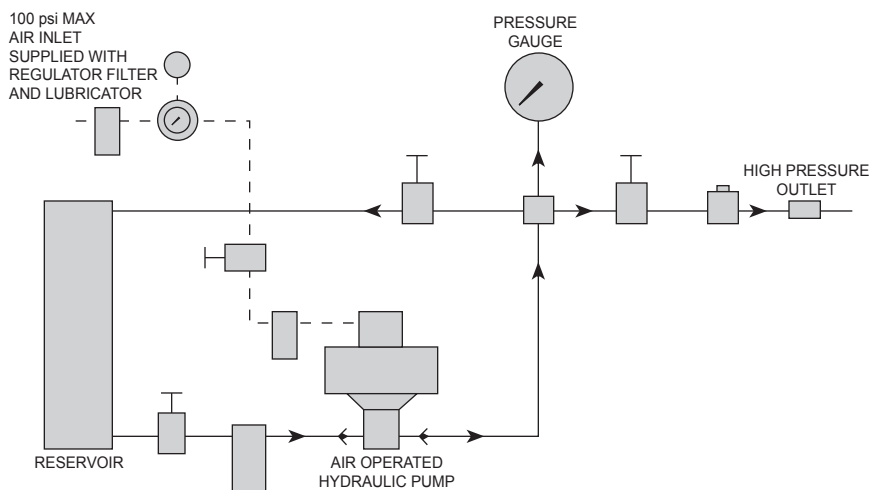 100 psi MAX
AIR INLET
SUPPLIED WITH
REGULATOR FILTER
AND LUBRICATOR
PRESSURE
GAUGE
HIGH PRESSURE
OUTLET
RESERVOIR
AIR OPERATED
HYDRAULIC PUMP